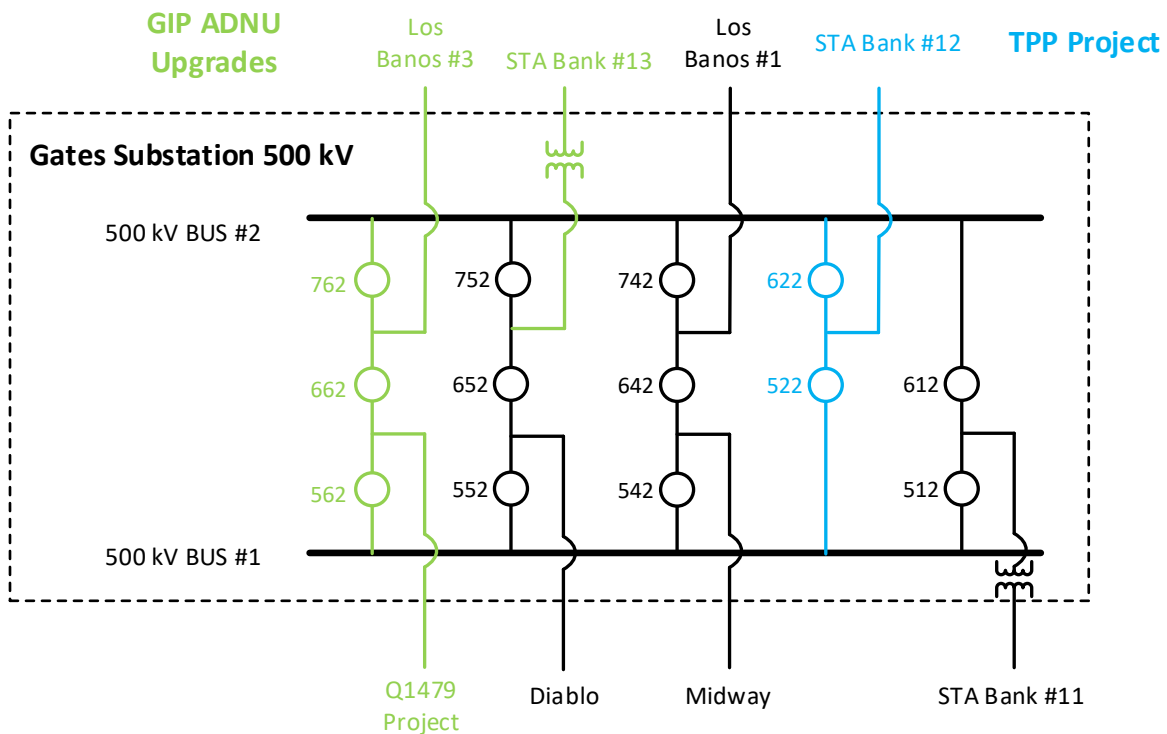 GIP ADNU
Upgrades
Los
Banos #3
STA Bank #13
Los
Banos #1
STA Bank #12
TPP Project
Gates Substation 500 kV
500 kV BUS #2
762
752
742
622
662
652
642
522
612
562
552
542
512
500 kV BUS #1
Q1479
Project
Diablo
Midway
STA Bank #11